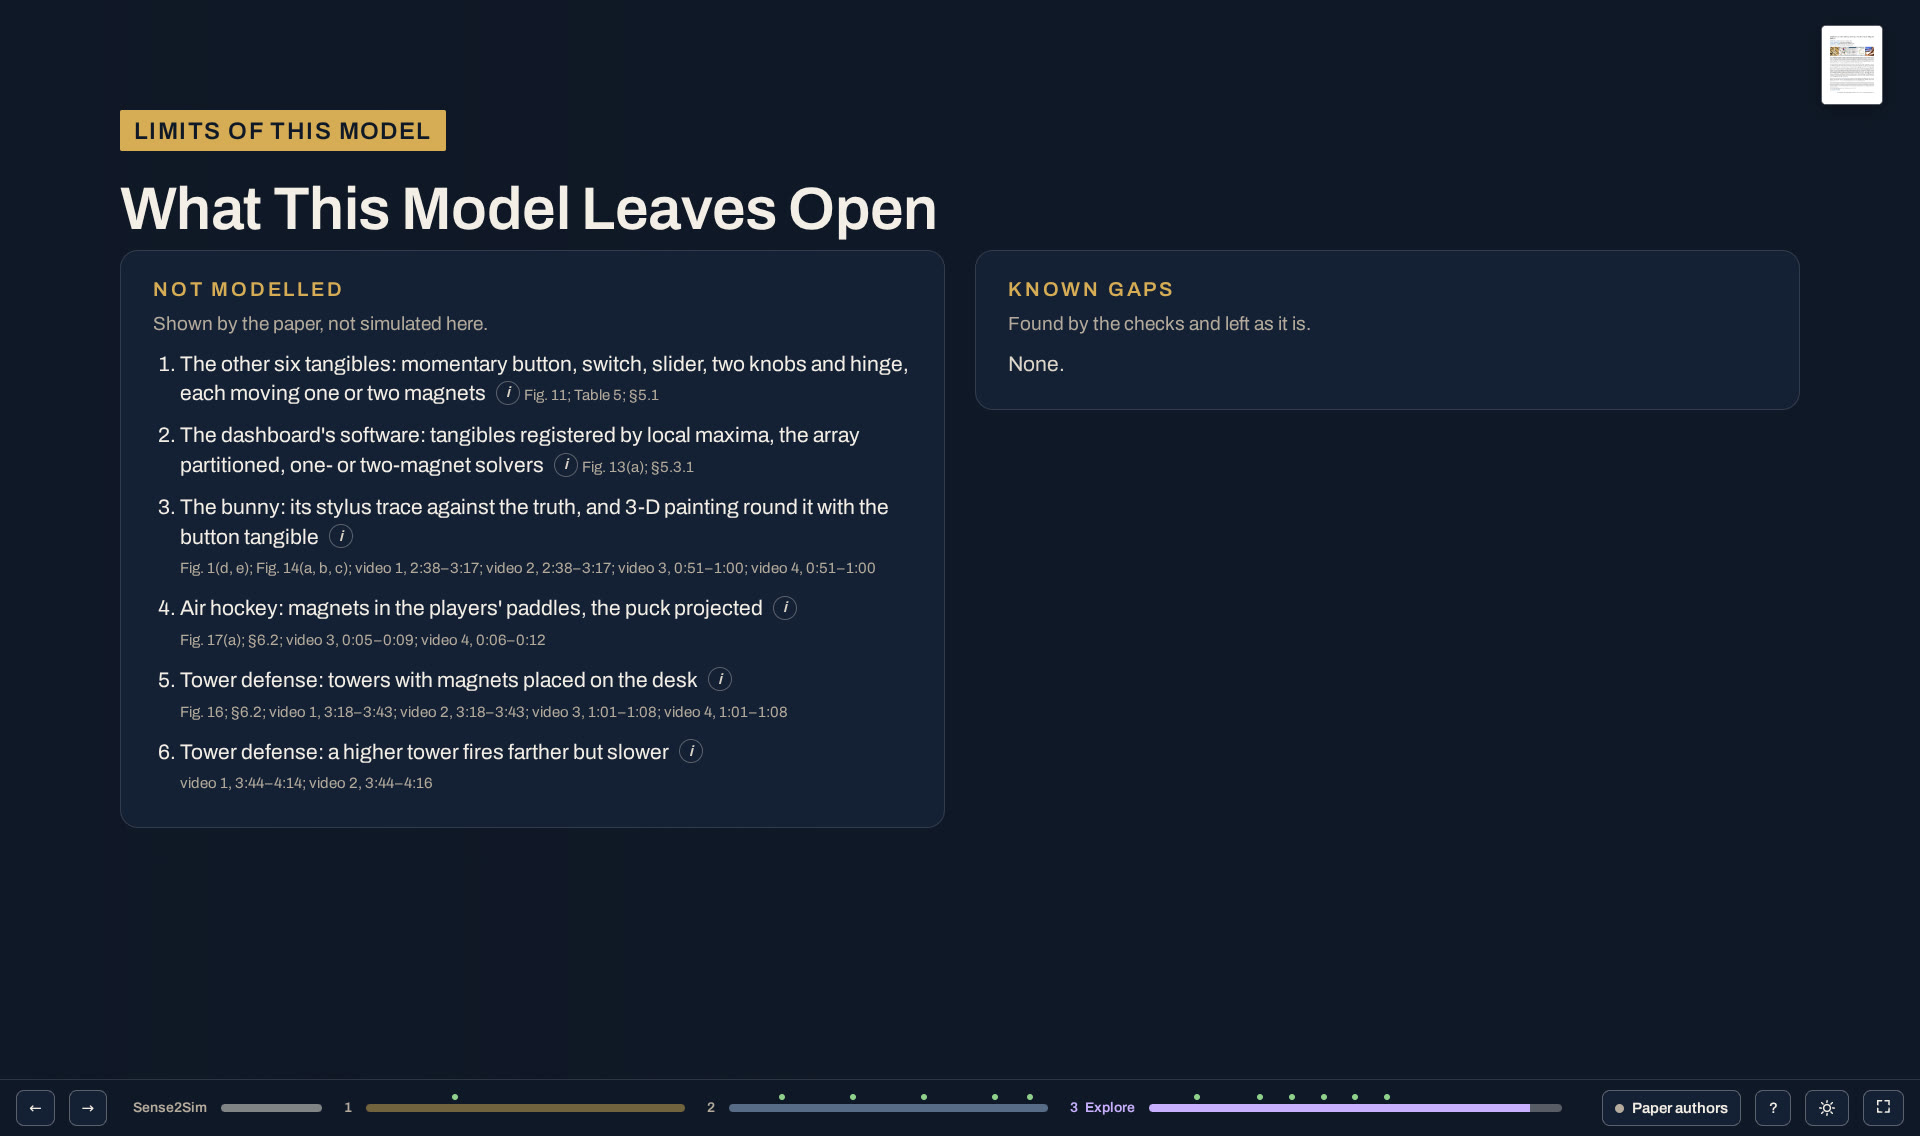 LIMITS OF THIS MODEL
What This Model Leaves Open
NOT MODELLED
Shown by the paper, not simulated here.
1. The other six tangibles: momentary button, switch, slider, two knobs and hinge,
each moving one or two magnets i Fig. 11; Table 5; §5.1
2. The dashboard's software: tangibles registered by local maxima, the array
partitioned, one- or two-magnet solvers i Fig. 13(a); §5.3.1
3. The bunny: its stylus trace against the truth, and 3-D painting round it with the
button tangible i
Fig. 1(d, e); Fig. 14(a, b, c); video 1, 2:38–3:17; video 2, 2:38–3:17; video 3, 0:51–1:00; video 4, 0:51–1:00
4. Air hockey: magnets in the players' paddles, the puck projected i
Fig. 17(a); §6.2; video 3, 0:05–0:09; video 4, 0:06–0:12
5. Tower defense: towers with magnets placed on the desk i
Fig. 16; §6.2; video 1, 3:18–3:43; video 2, 3:18–3:43; video 3, 1:01–1:08; video 4, 1:01–1:08
6. Tower defense: a higher tower fires farther but slower i
video 1, 3:44–4:14; video 2, 3:44–4:16
KNOWN GAPS
Found by the checks and left as it is.
None.
← → Sense2Sim 1 2 3 Explore Paper authors ?